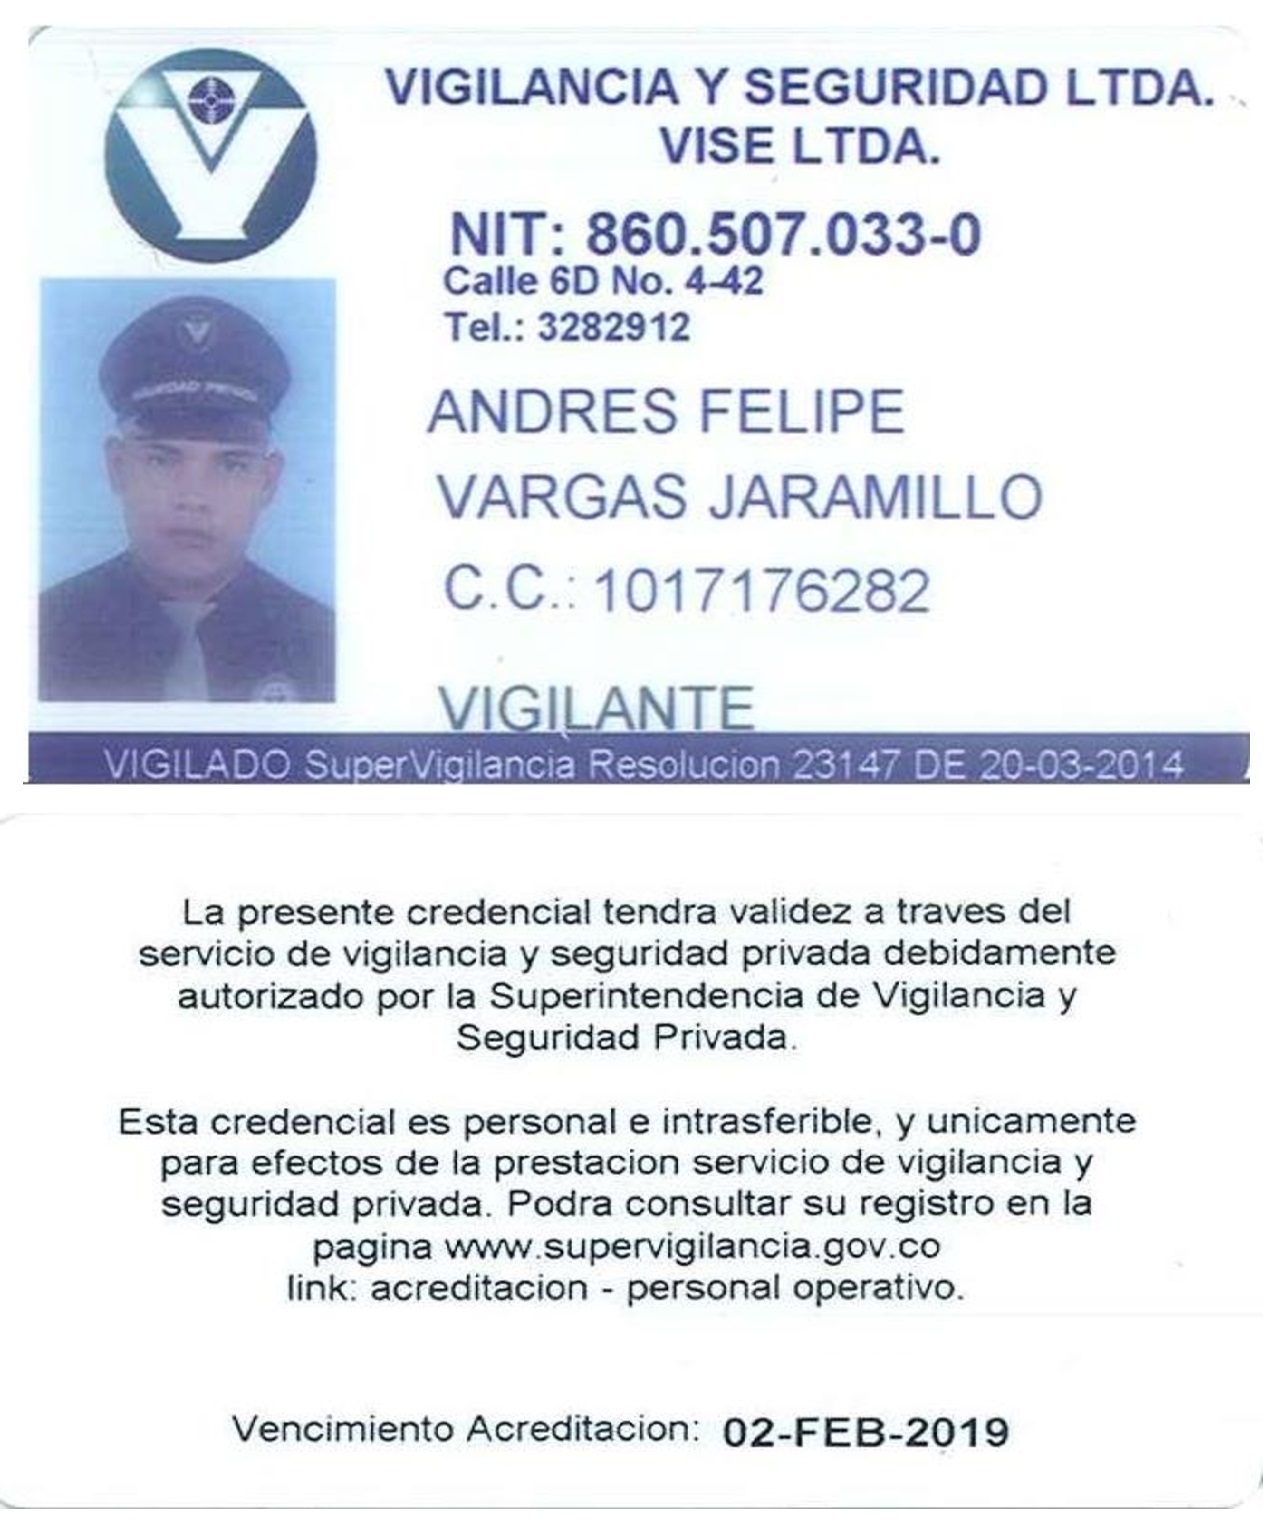 VIGILANCIA Y SEGURIDAD LTDA.
VISE LTDA.
NIT: 860.507.033-0
Calle 6D No. 4-42
Tel.: 3282912
ANDRES FELIPE
VARGAS JARAMILLO
C.C.: 1017176282
VIGILANTE
VIGILADO SuperVigilancia Resolucion 23147 DE 20-03-2014
La presente credencial tendra validez a traves del
servicio de vigilancia y seguridad privada debidamente
autorizado por la Superintendencia de Vigilancia y
Seguridad Privada.
Esta credencial es personal e intrasferible, y unicamente
para efectos de la prestacion servicio de vigilancia y
seguridad privada. Podra consultar su registro en la
pagina www.supervigilancia.gov.co
link: acreditacion - personal operativo.
Vencimiento Acreditacion: 02-FEB-2019